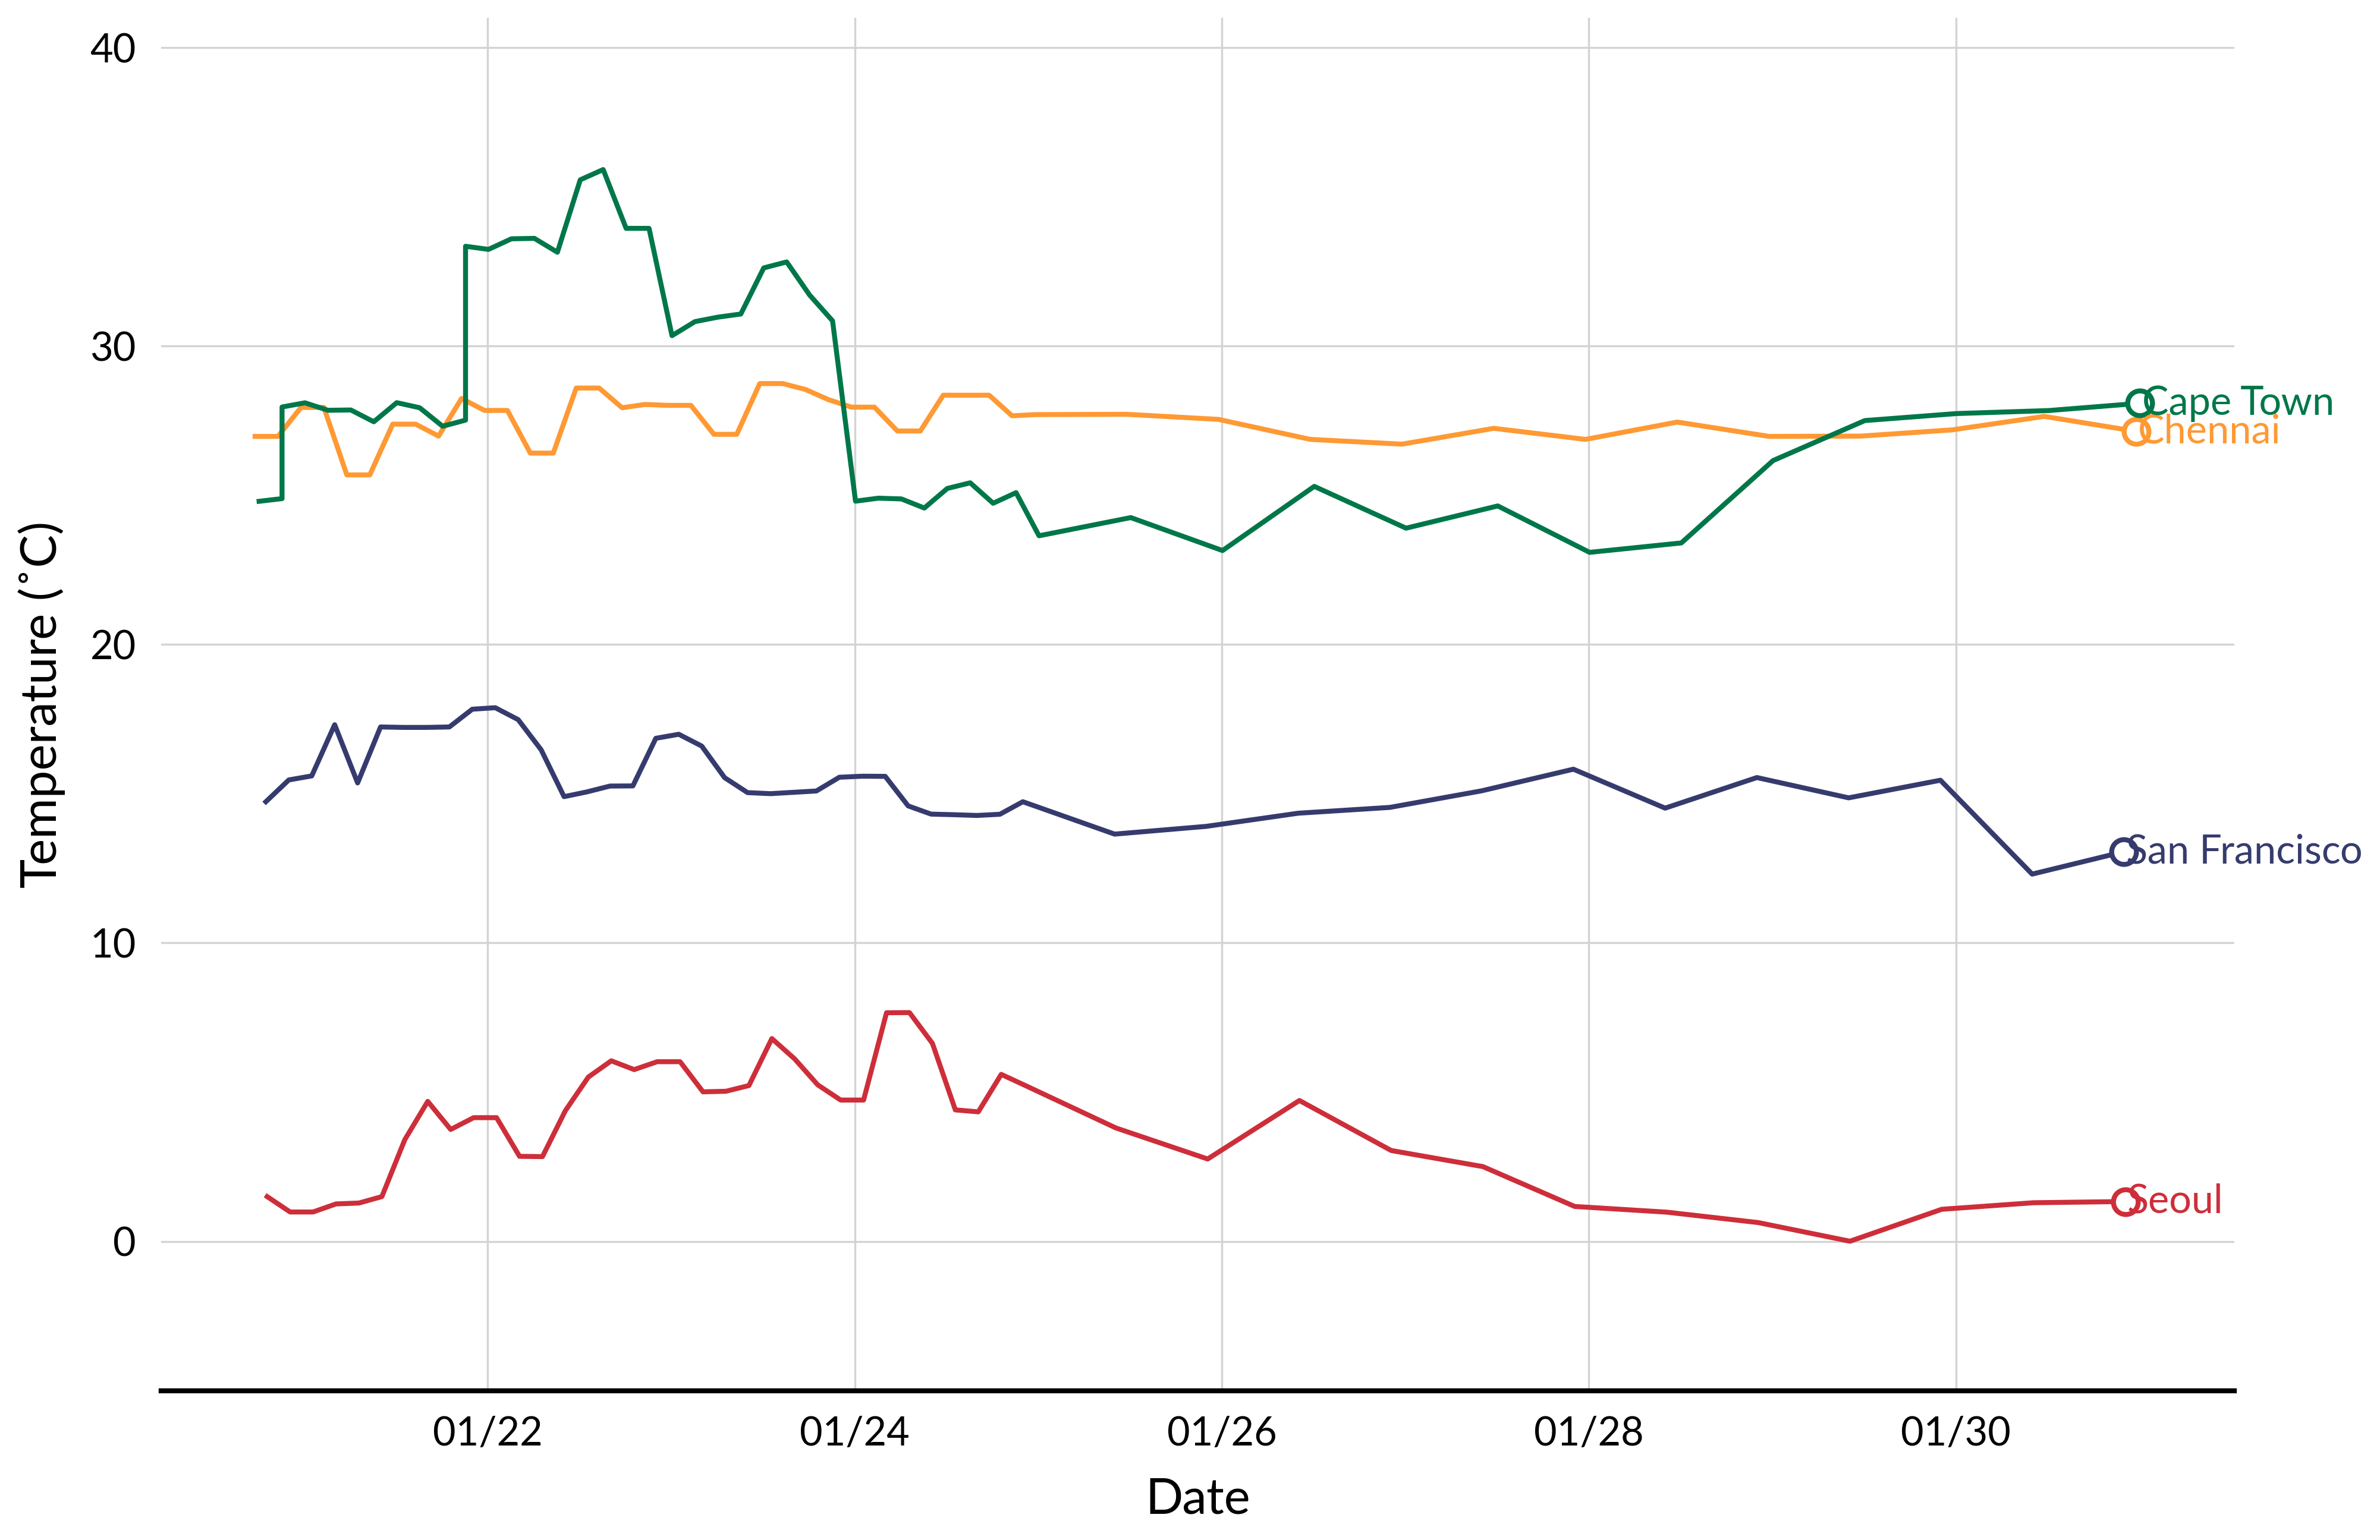 40
30
20
10
0
Temperature (°C)
Cape Town
Chennai
San Francisco
Seoul
01/22 01/24 01/26 01/28 01/30
Date